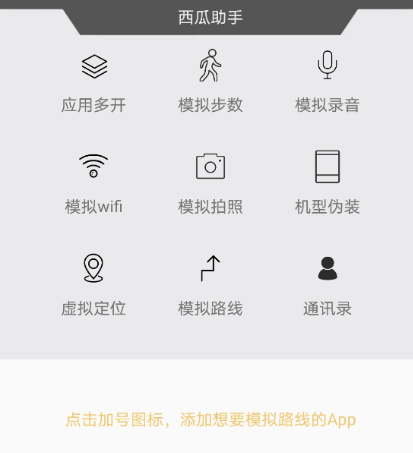 西瓜助手
应用多开 模拟步数 模拟录音
模拟wifi 模拟拍照 机型伪装
虚拟定位 模拟路线 通讯录
点击加号图标，添加想要模拟路线的App